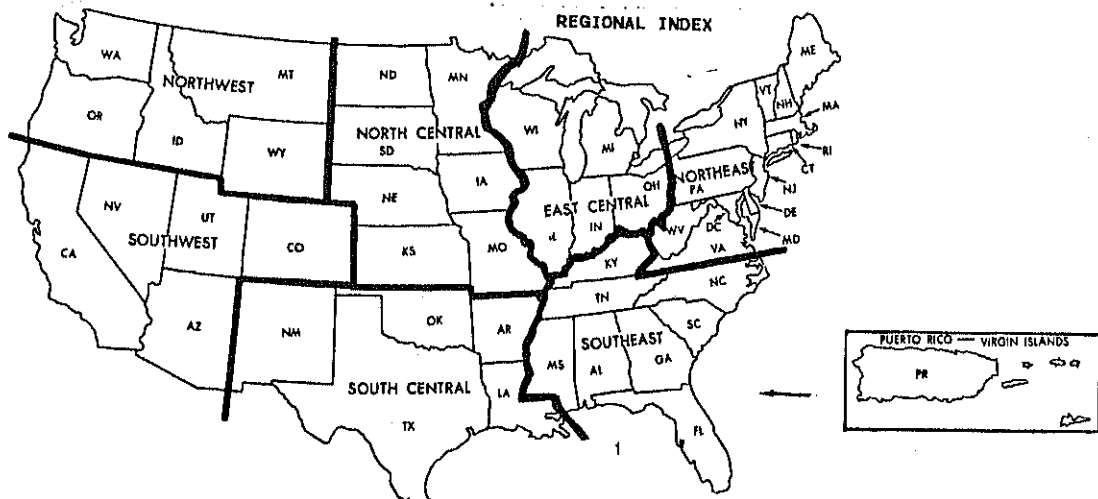 REGIONAL INDEX
WA
MT
ND
MN
ME
NORTHWEST
VT
NH
MA
OR
ID
NORTH CENTRAL
WI
NY
WY
SD
MI
RI
CT
IA
OH
NORTHEAST
NE
PA
NJ
NV
UT
EAST CENTRAL
DE
SOUTHWEST
IL
IN
WV
DC
MD
CA
CO
KS
MO
VA
KY
NC
TN
AZ
NM
OK
AR
SC
SOUTHEAST
MS
AL
GA
PUERTO RICO — VIRGIN ISLANDS
PR
SOUTH CENTRAL
LA
TX
FL
1